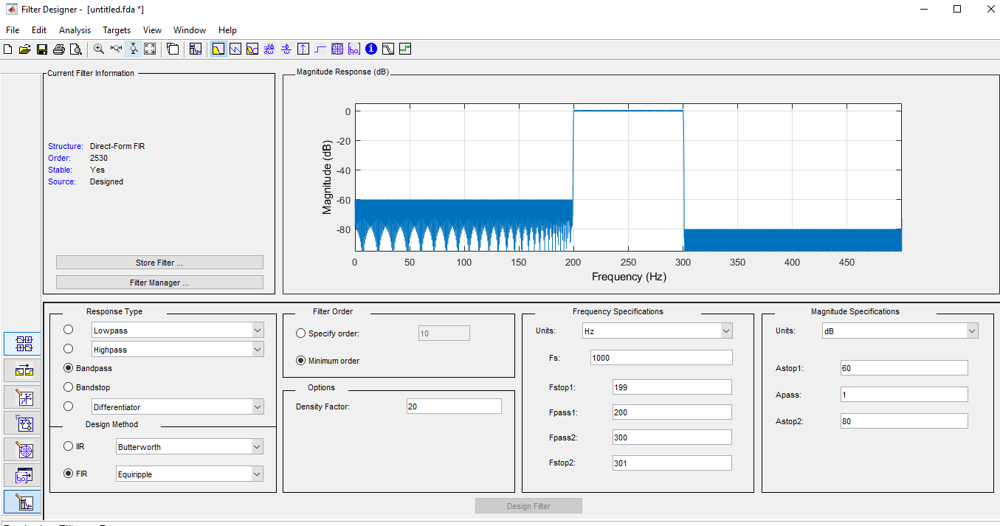 Filter Designer - [untitled.fda *]
File Edit Analysis Targets View Window Help
Current Filter Information
Structure: Direct-Form FIR
Order: 2530
Stable: Yes
Source: Designed
Store Filter ...
Filter Manager ...
Magnitude Response (dB)
Magnitude (dB)
0
-20
-40
-60
-80
0 50 100 150 200 250 300 350 400 450
Frequency (Hz)
Response Type
Lowpass
Highpass
Bandpass
Bandstop
Differentiator
Design Method
IIR Butterworth
FIR Equiripple
Filter Order
Specify order: 10
Minimum order
Options
Density Factor: 20
Frequency Specifications
Units: Hz
Fs: 1000
Fstop1: 199
Fpass1: 200
Fpass2: 300
Fstop2: 301
Magnitude Specifications
Units: dB
Astop1: 60
Apass: 1
Astop2: 80
Design Filter